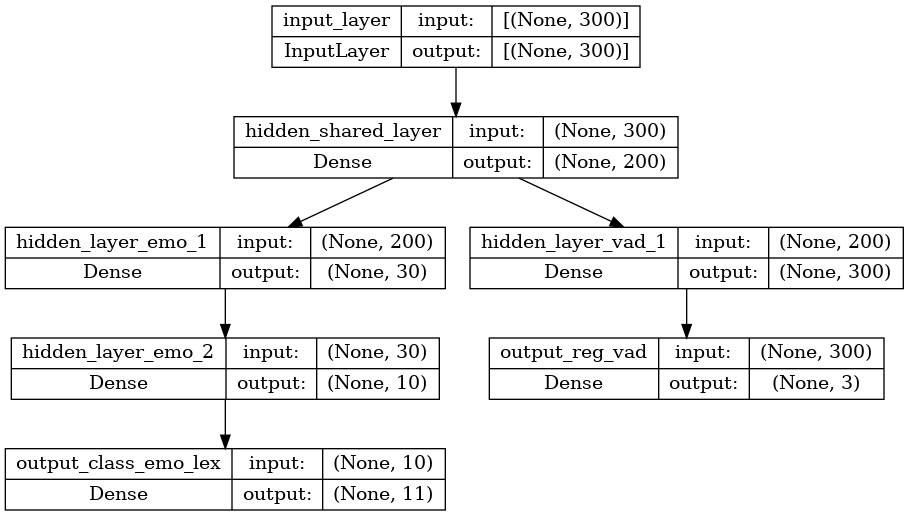 input_layer input: [(None, 300)]
InputLayer output: [(None, 300)]
hidden_shared_layer input: (None, 300)
Dense output: (None, 200)
hidden_layer_emo_1 input: (None, 200)
Dense output: (None, 30)
hidden_layer_vad_1 input: (None, 200)
Dense output: (None, 300)
hidden_layer_emo_2 input: (None, 30)
Dense output: (None, 10)
output_reg_vad input: (None, 300)
Dense output: (None, 3)
output_class_emo_lex input: (None, 10)
Dense output: (None, 11)